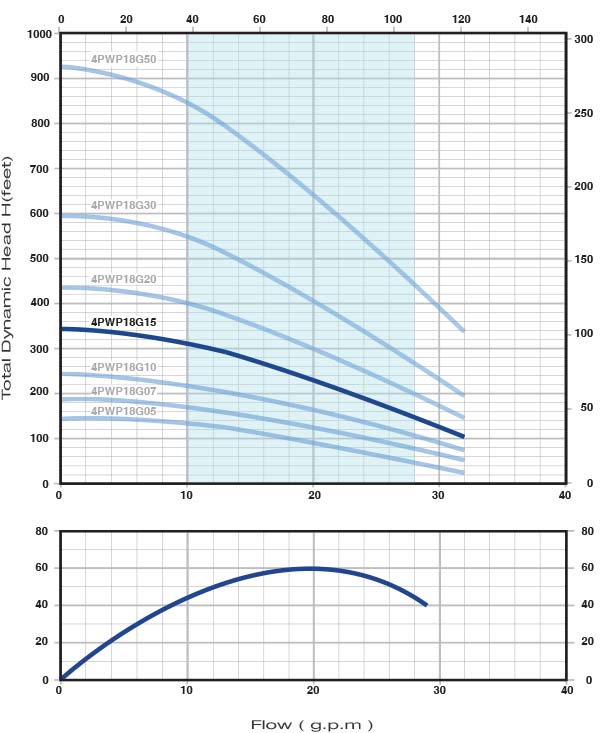 0 20 40 60 80 100 120 140
1000 300
900
4PWP18G50
800 250
700
200
600
4PWP18G30
500 150
400
4PWP18G20
4PWP18G15
300 100
4PWP18G10
200
4PWP18G07
50
4PWP18G05
100
0 0
0 10 20 30 40
Total Dynamic Head H(feet)
80 80
60 60
40 40
20 20
0 0
0 10 20 30 40
Flow ( g.p.m )